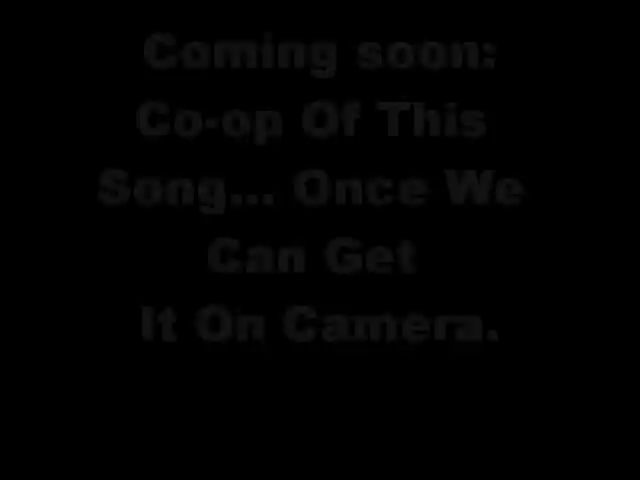 Coming soon:
Co-op Of This
Song... Once We
Can Get
It On Camera.